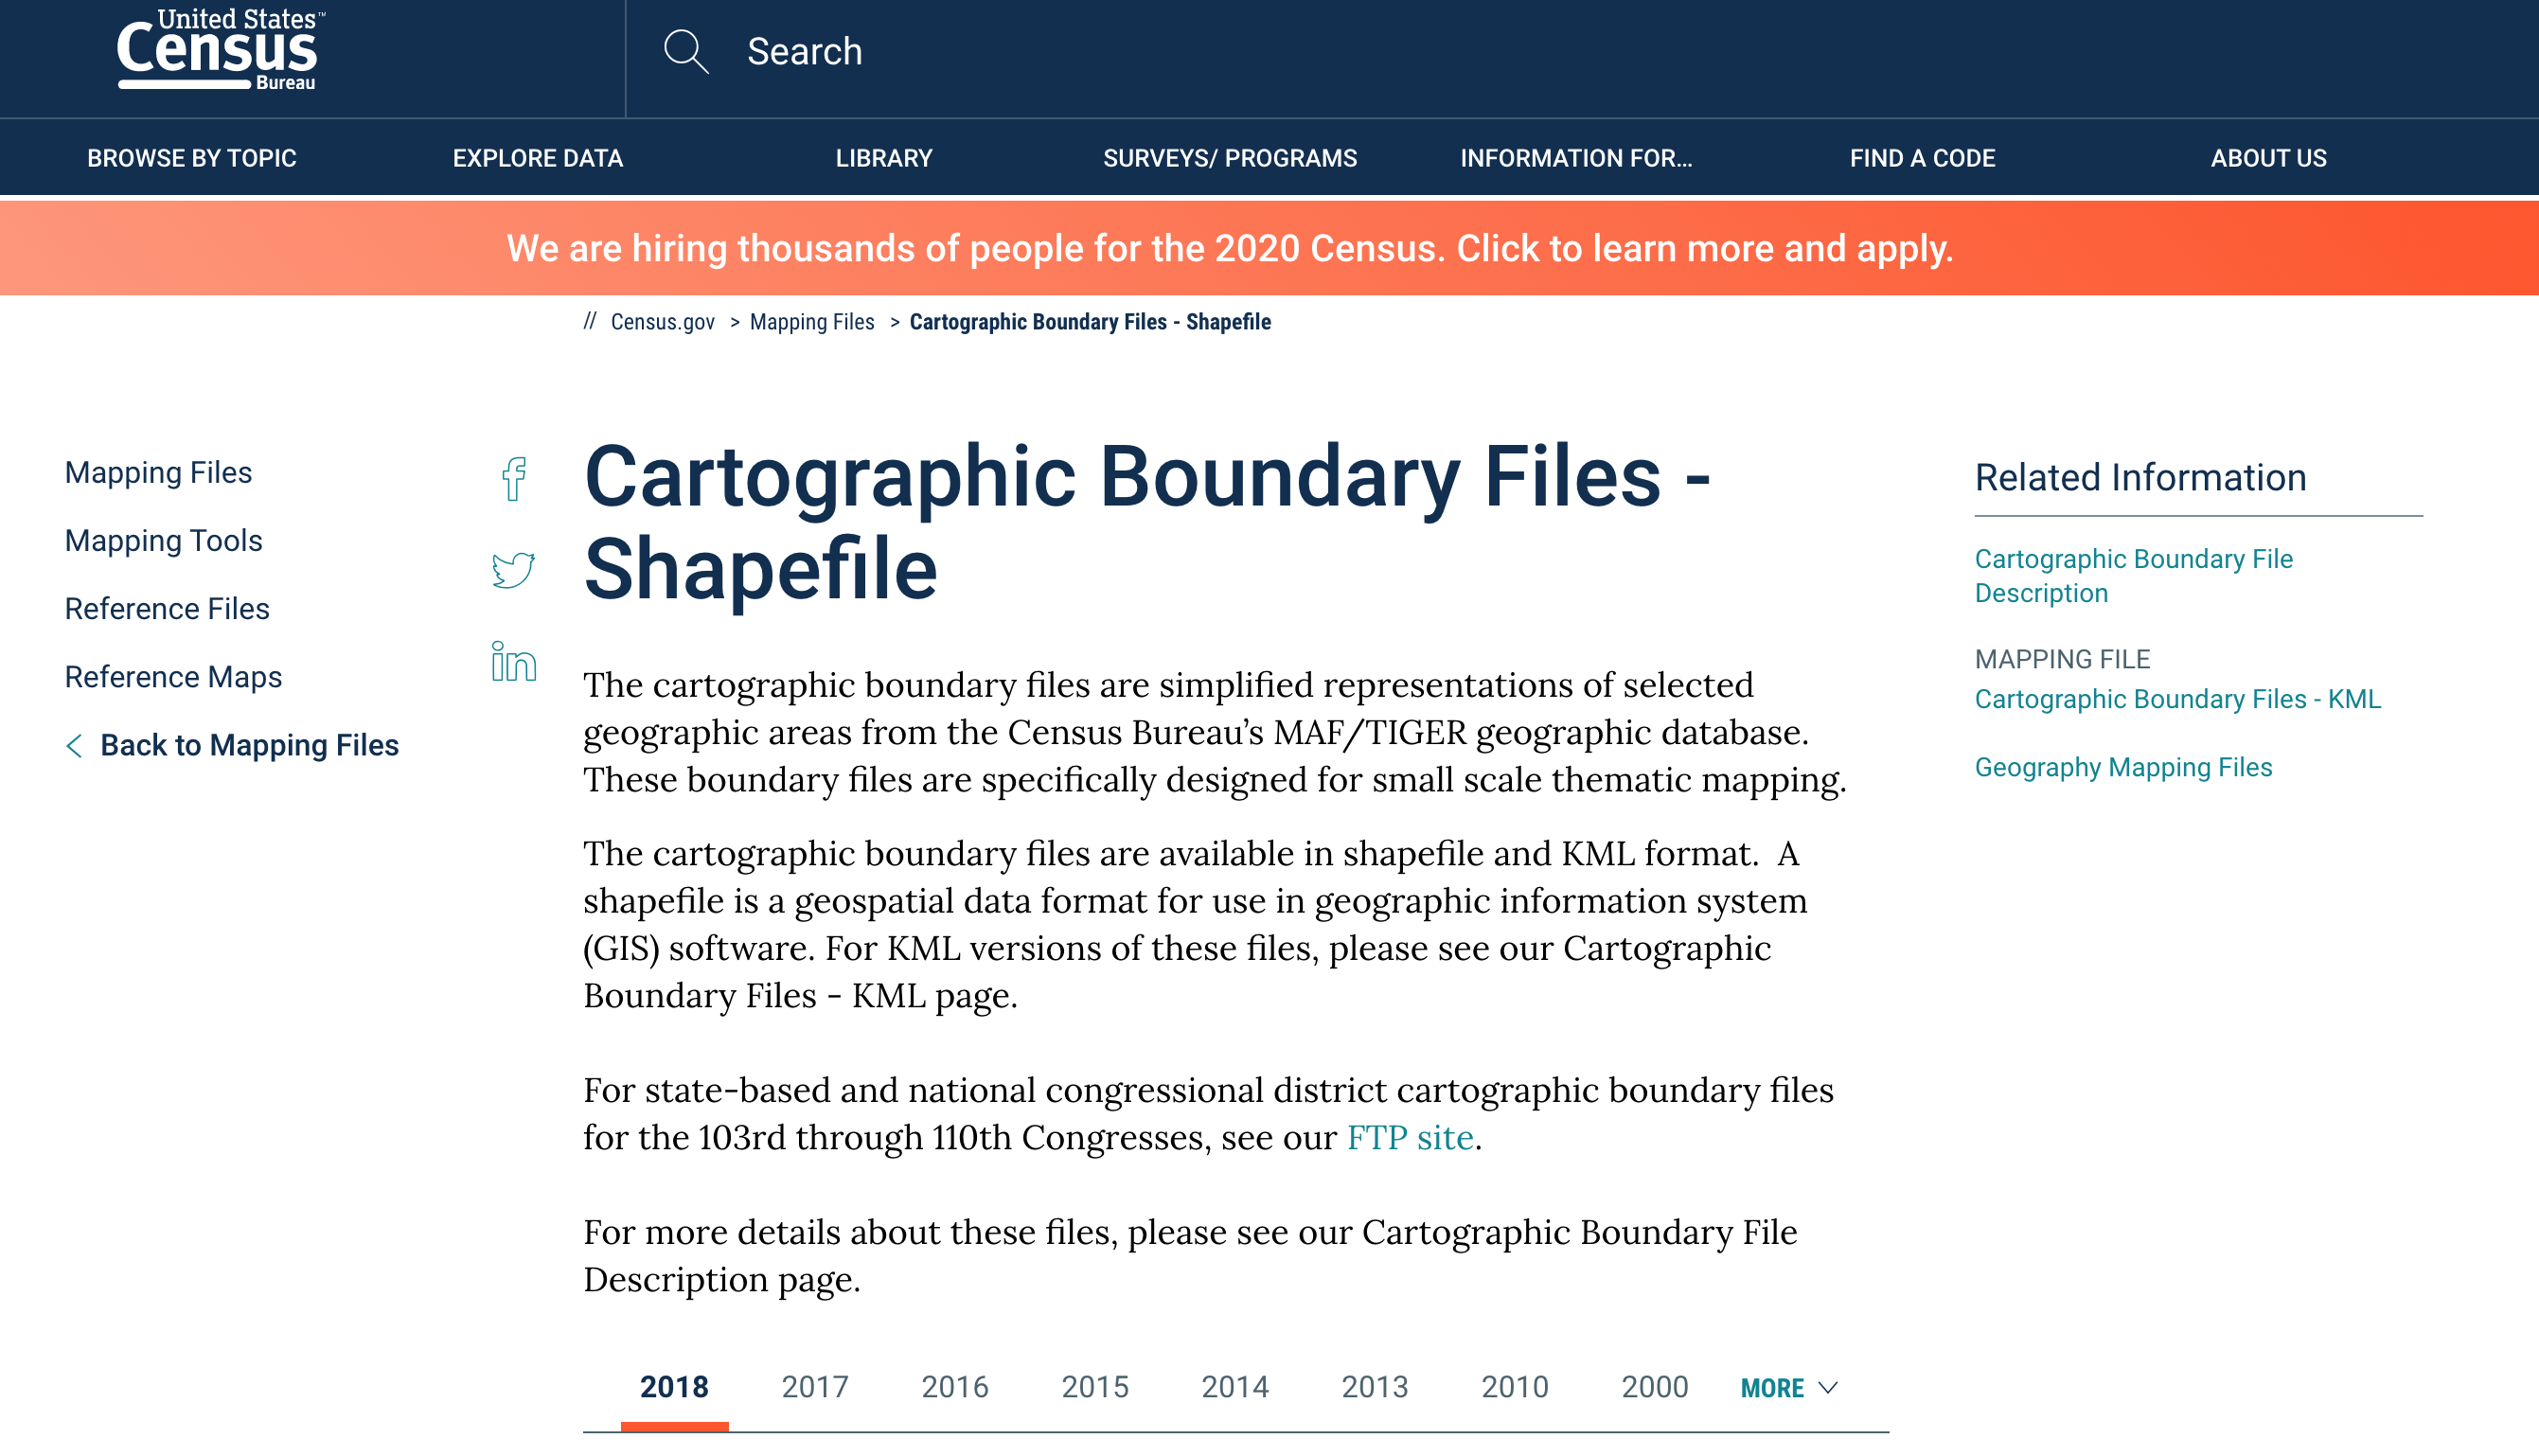 United States™
Census
Bureau
Search
BROWSE BY TOPIC
EXPLORE DATA
LIBRARY
SURVEYS/ PROGRAMS
INFORMATION FOR...
FIND A CODE
ABOUT US
We are hiring thousands of people for the 2020 Census. Click to learn more and apply.
// Census.gov > Mapping Files > Cartographic Boundary Files - Shapefile
Mapping Files
Mapping Tools
Reference Files
Reference Maps
< Back to Mapping Files
f
in
Cartographic Boundary Files -
Shapefile
The cartographic boundary files are simplified representations of selected
geographic areas from the Census Bureau’s MAF/TIGER geographic database.
These boundary files are specifically designed for small scale thematic mapping.
The cartographic boundary files are available in shapefile and KML format.  A
shapefile is a geospatial data format for use in geographic information system
(GIS) software. For KML versions of these files, please see our Cartographic
Boundary Files - KML page.
For state-based and national congressional district cartographic boundary files
for the 103rd through 110th Congresses, see our FTP site.
For more details about these files, please see our Cartographic Boundary File
Description page.
2018 2017 2016 2015 2014 2013 2010 2000 MORE
Related Information
Cartographic Boundary File
Description
MAPPING FILE
Cartographic Boundary Files - KML
Geography Mapping Files